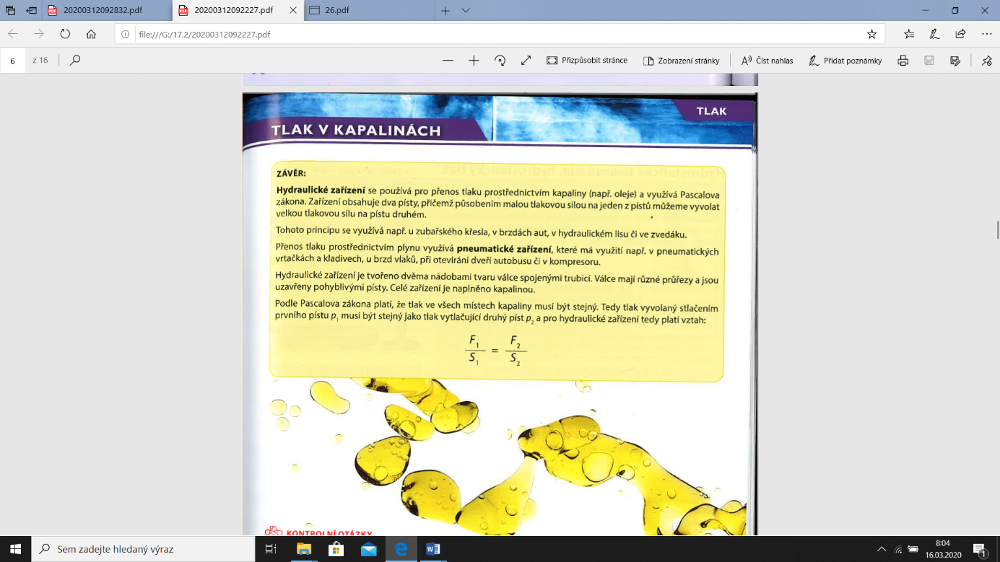 20200312092832.pdf
20200312092227.pdf
26.pdf
file:///G:/17.2/20200312092227.pdf
6 z 16
Přizpůsobit stránce
Zobrazení stránky
Číst nahlas
Přidat poznámky
TLAK
TLAK V KAPALINÁCH
ZÁVĚR:
Hydraulické zařízení se používá pro přenos tlaku prostřednictvím kapaliny (např. oleje) a využívá Pascalova
zákona. Zařízení obsahuje dva písty, přičemž působením malou tlakovou silou na jeden z pístů můžeme vyvolat
velkou tlakovou sílu na pístu druhém.
Tohoto principu se využívá např. u zubařského křesla, v brzdách aut, v hydraulickém lisu či ve zvedáku.
Přenos tlaku prostřednictvím plynu využívá pneumatické zařízení, které má využití např. v pneumatických
vrtačkách a kladivech, u brzd vlaků, při otevírání dveří autobusu či v kompresoru.
Hydraulické zařízení je tvořeno dvěma nádobami tvaru válce spojenými trubicí. Válce mají různé průřezy a jsou
uzavřeny pohyblivými písty. Celé zařízení je naplněno kapalinou.
Podle Pascalova zákona platí, že tlak ve všech místech kapaliny musí být stejný. Tedy tlak vyvolaný stlačením
prvního pístu p₁ musí být stejný jako tlak vytlačující druhý píst p₂ a pro hydraulické zařízení tedy platí vztah:
F₁ F₂
=
S₁ S₂
KONTROLNÍ OTÁZKY
Sem zadejte hledaný výraz
8:04
16.03.2020
1